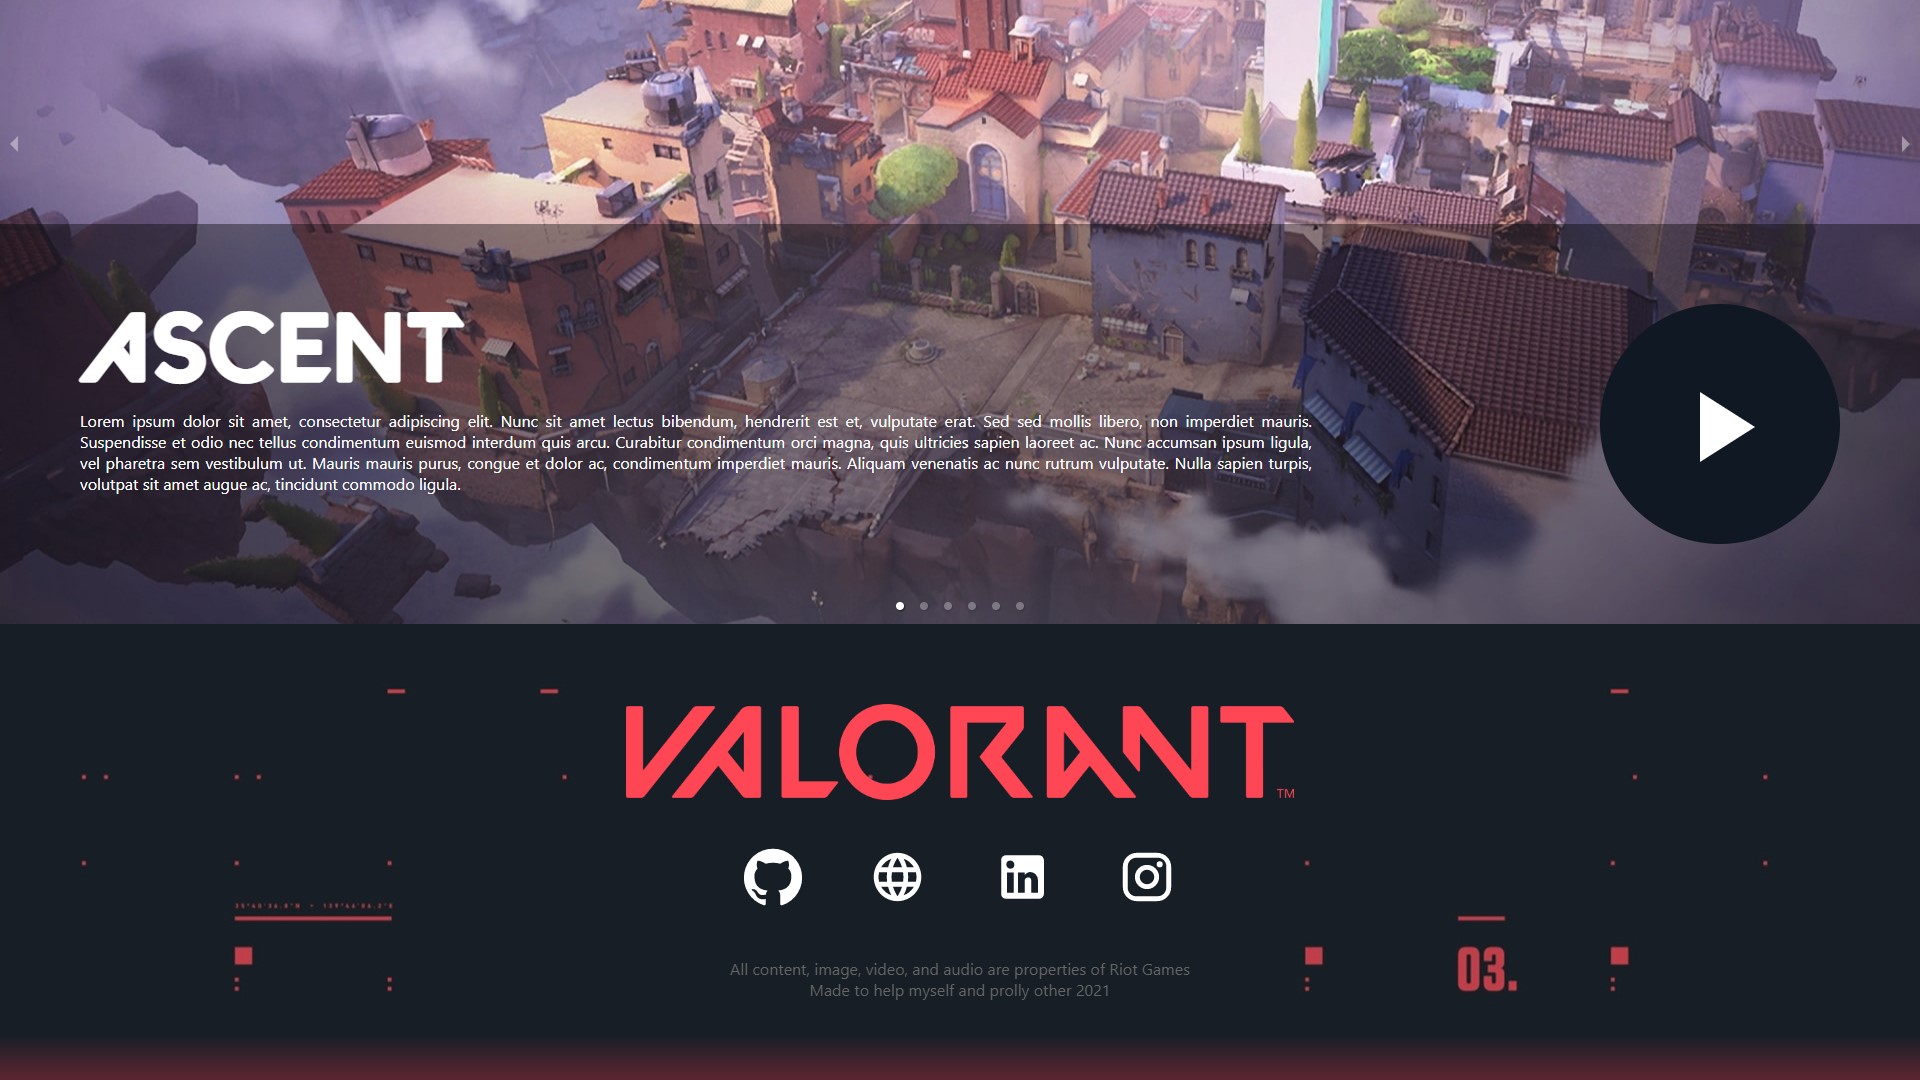 ASCENT
Lorem ipsum dolor sit amet, consectetur adipiscing elit. Nunc sit amet lectus bibendum, hendrerit est et, vulputate erat. Sed sed mollis libero, non imperdiet mauris.
Suspendisse et odio nec tellus condimentum euismod interdum quis arcu. Curabitur condimentum orci magna, quis ultricies sapien laoreet ac. Nunc accumsan ipsum ligula,
vel pharetra sem vestibulum ut. Mauris mauris purus, congue et dolor ac, condimentum imperdiet mauris. Aliquam venenatis ac nunc rutrum vulputate. Nulla sapien turpis,
volutpat sit amet augue ac, tincidunt commodo ligula.
VALORANT™
in
03.
All content, image, video, and audio are properties of Riot Games
Made to help myself and prolly other 2021